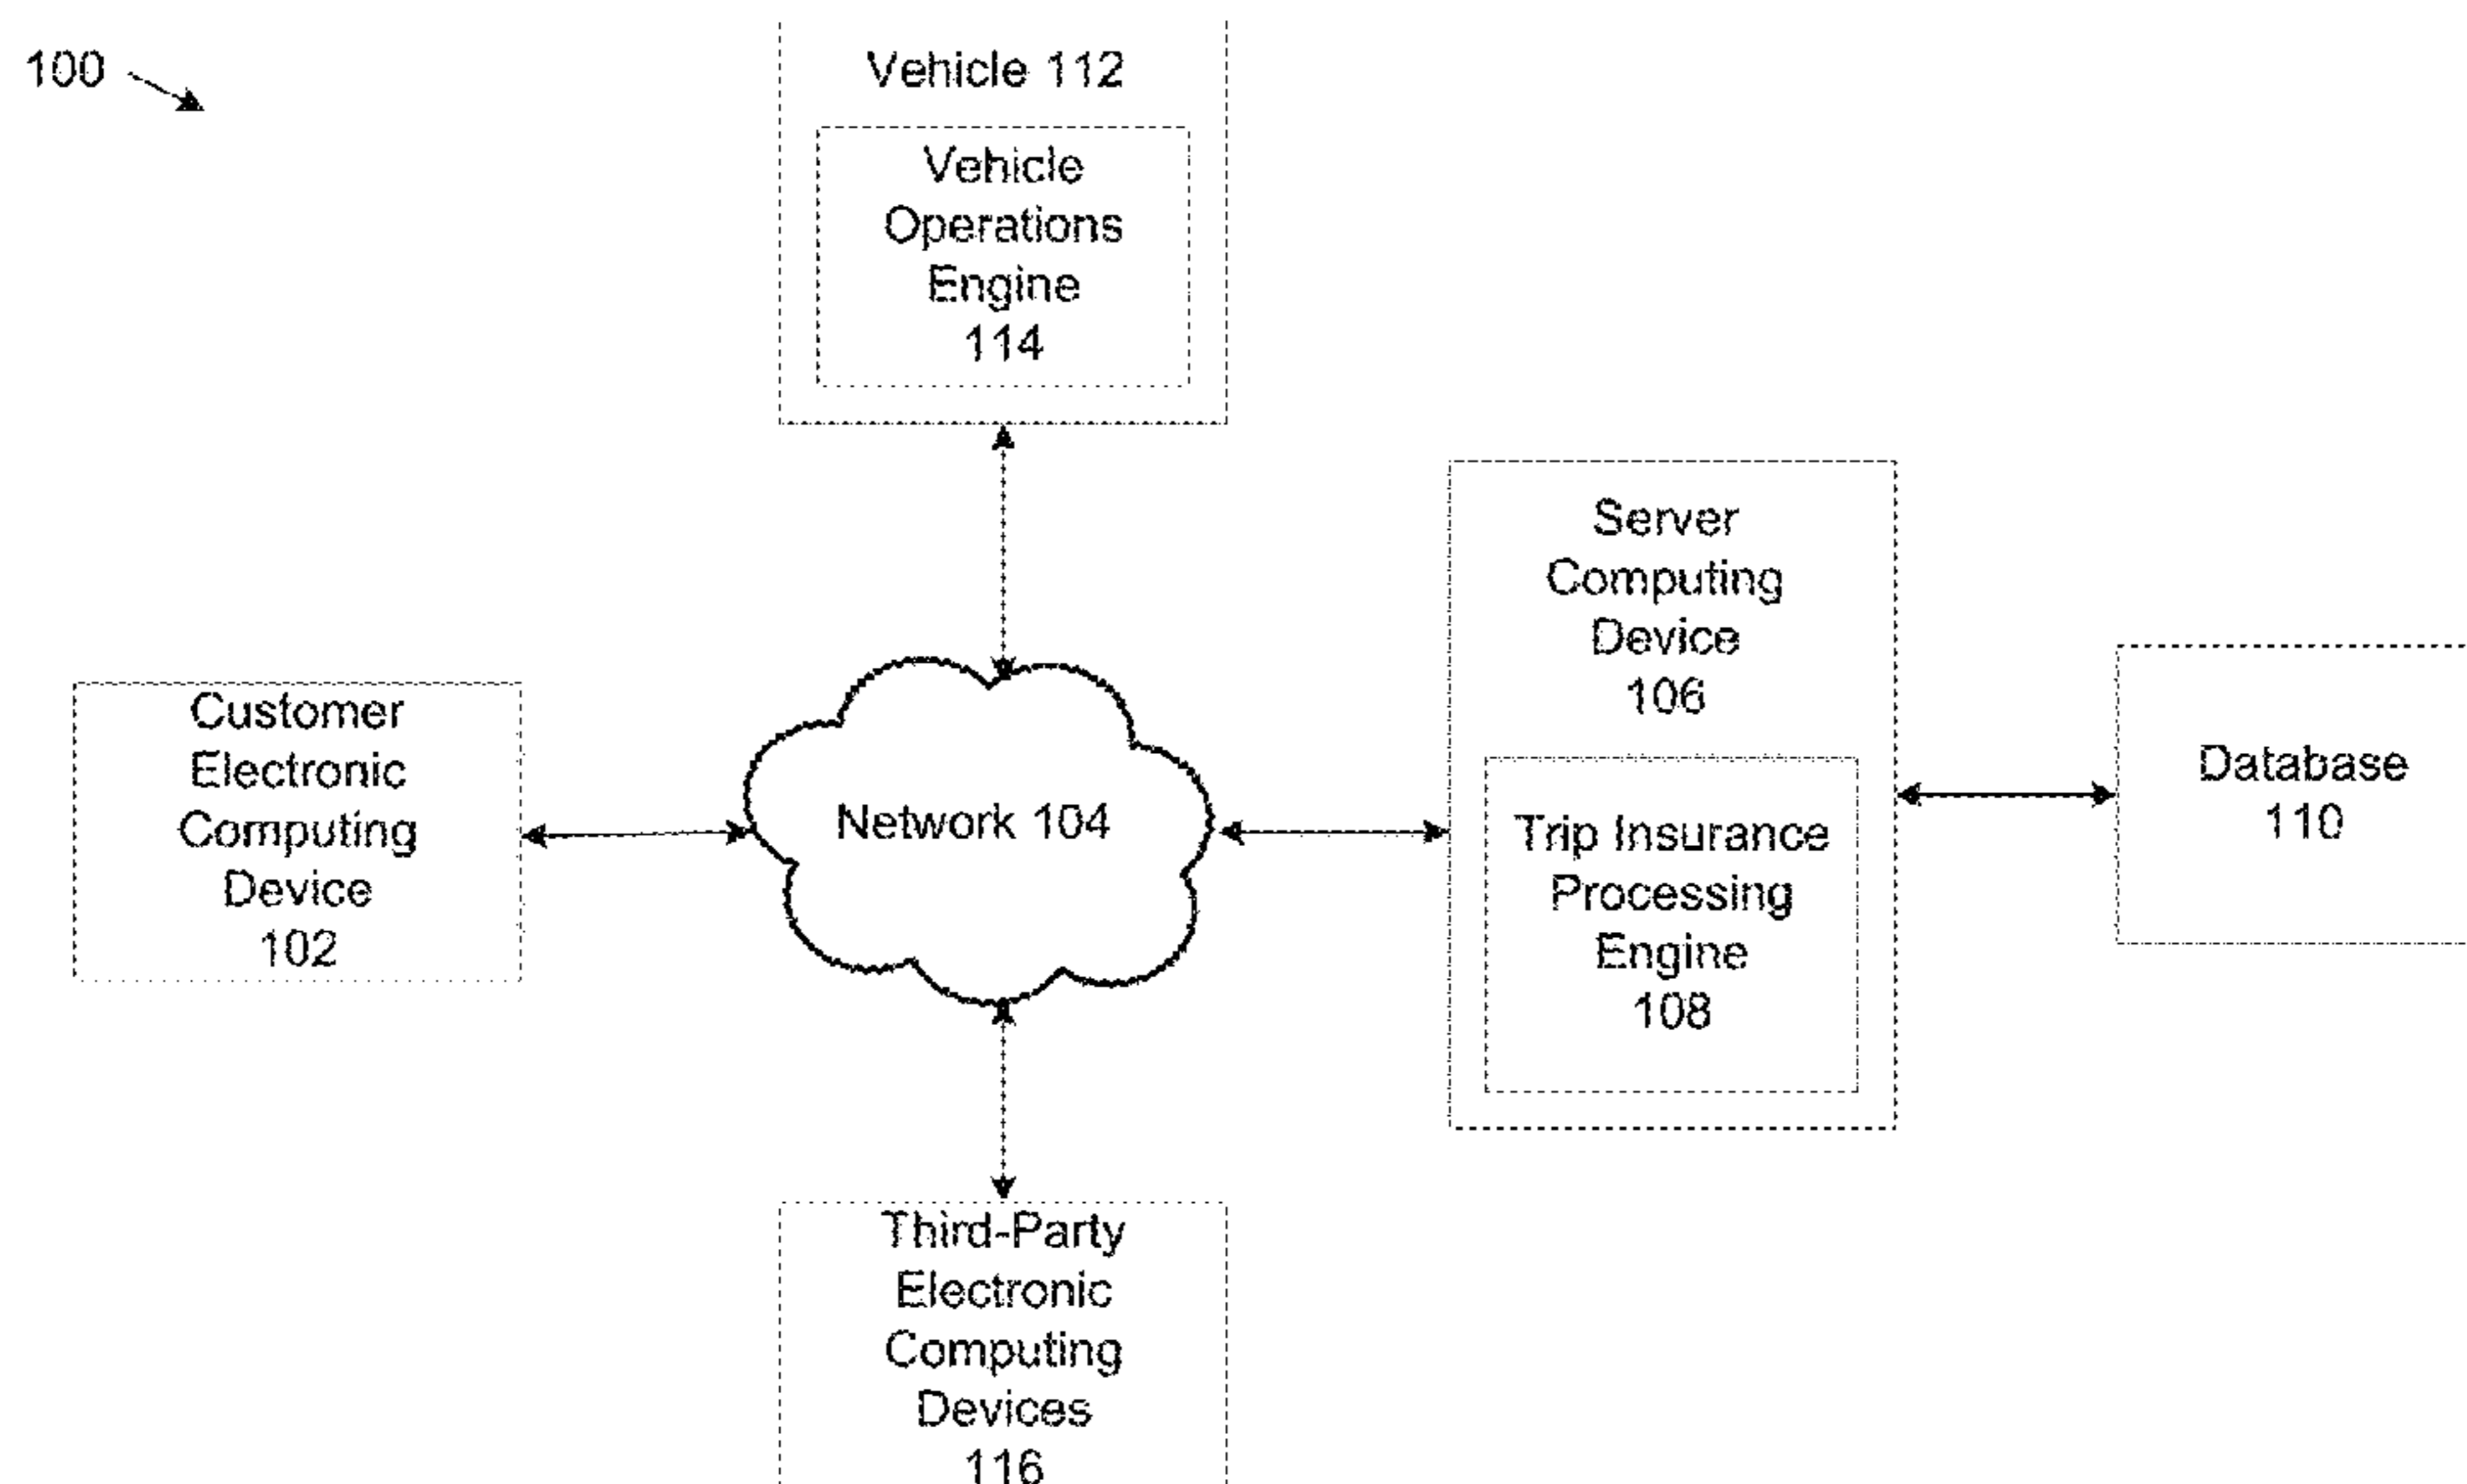 100
Vehicle 112
Vehicle
Operations
Engine
114
Server
Computing
Device
106
Customer
Electronic
Computing
Device
102
Network 104
Trip Insurance
Processing
Engine
108
Database
110
Third-Party
Electronic
Computing
Devices
116